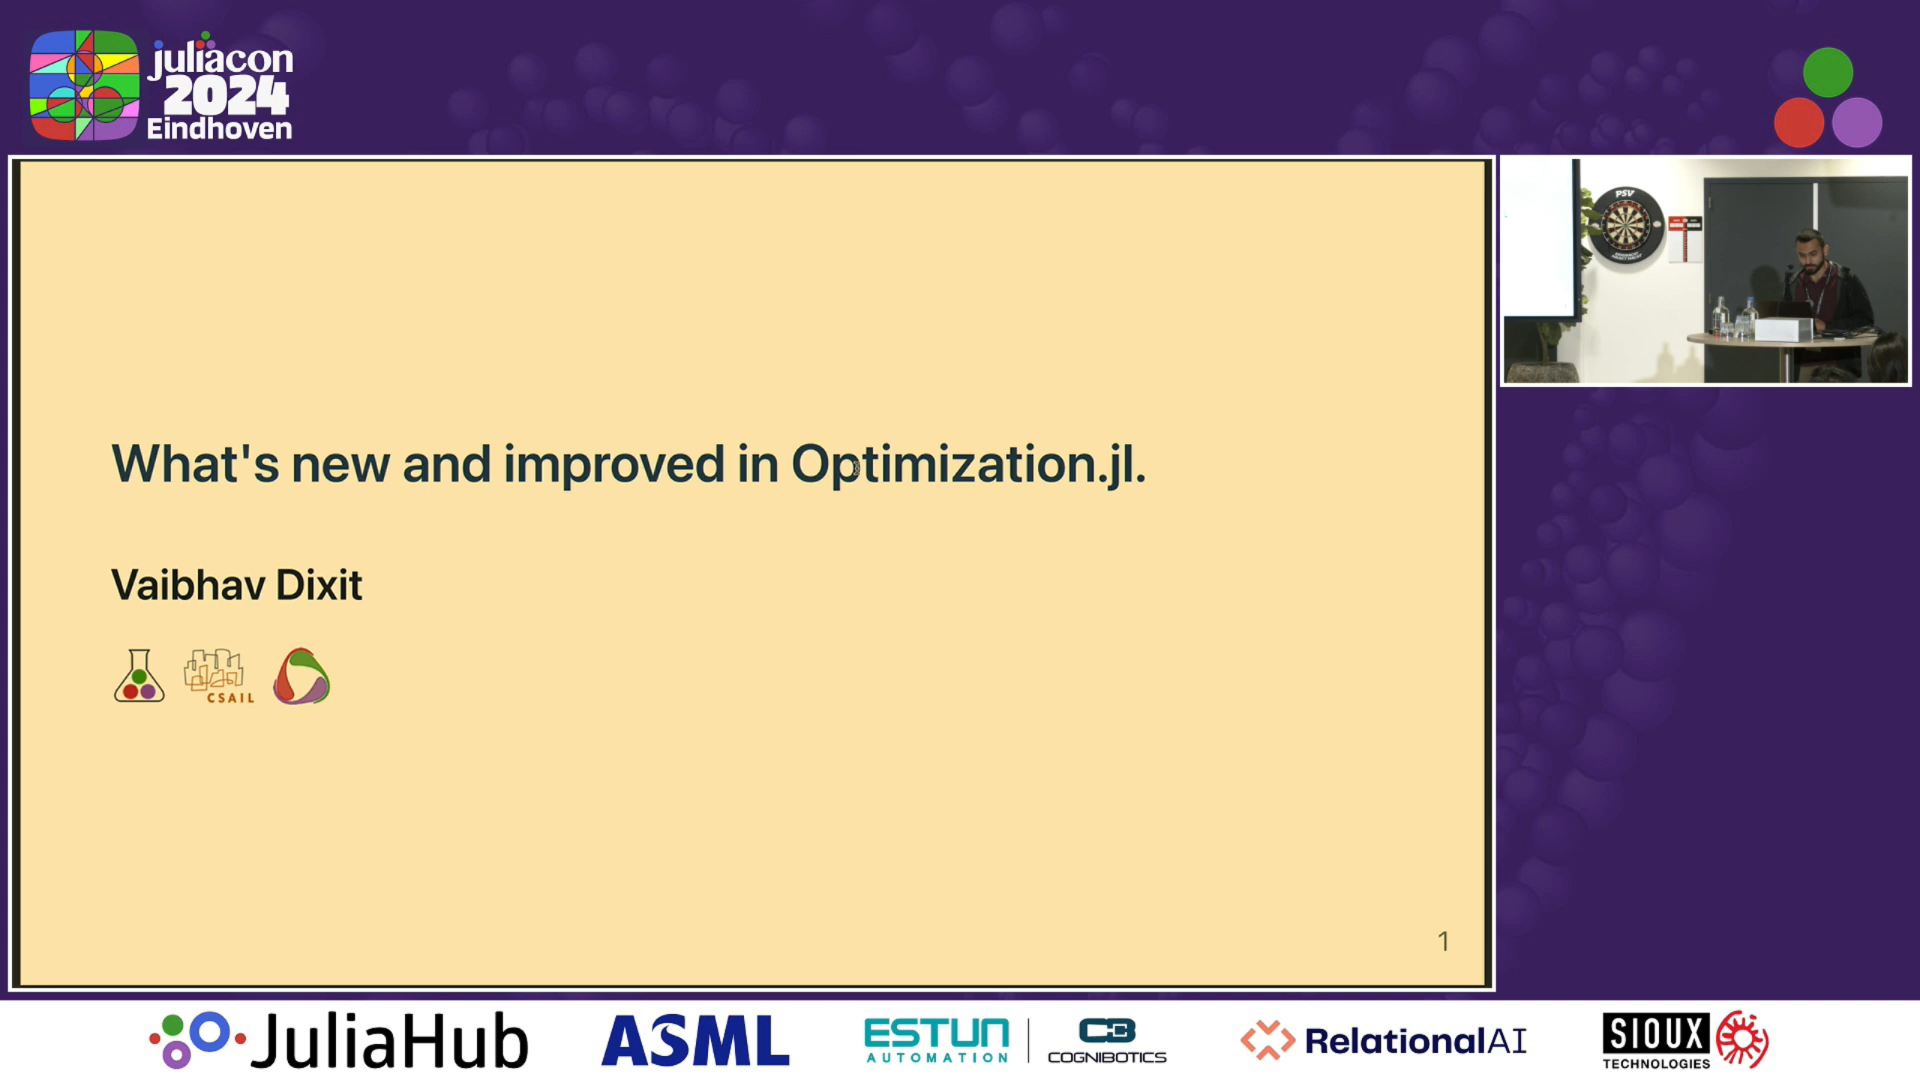 juliacon
2024
Eindhoven
PSV
What's new and improved in Optimization.jl.
Vaibhav Dixit
CSAIL
1
JuliaHub
ASML
ESTUN
AUTOMATION
COGNIBOTICS
RelationalAI
SIOUX
TECHNOLOGIES